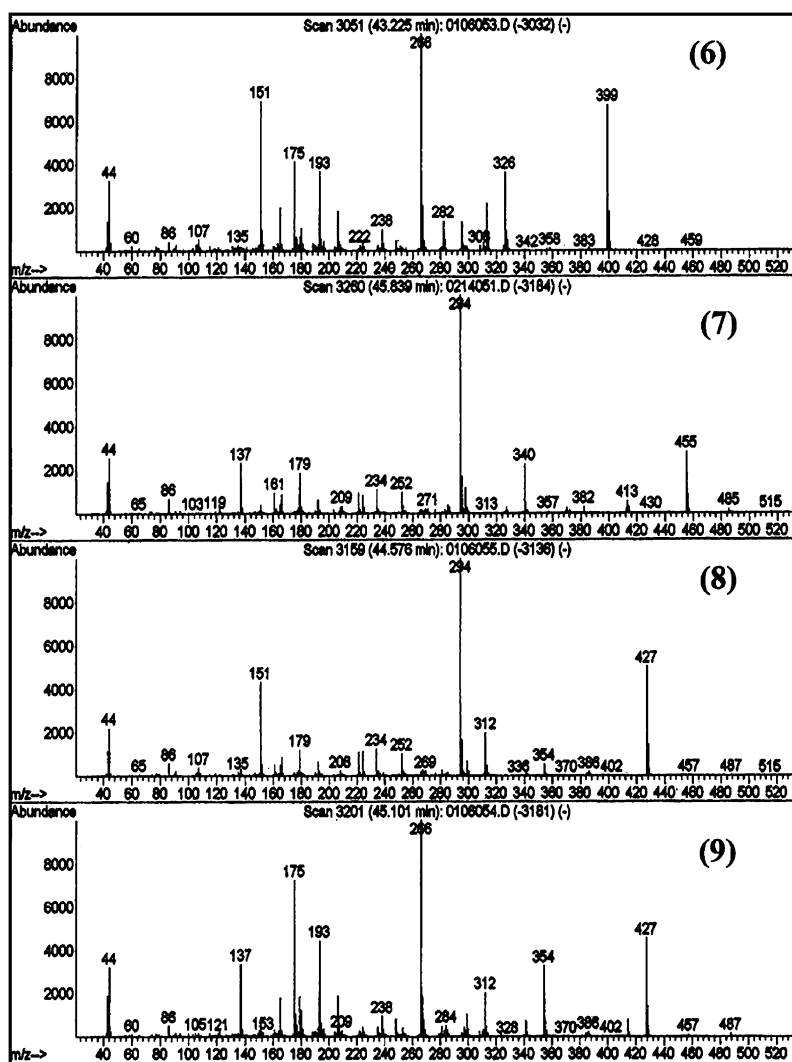 Abundance Scan 3051 (43.225 min): 0106053.D (-3032) (-)
266
(6)
8000
151 399
6000
175 193 326
4000
44
2000
282
238
60 86 107 135 222 308 342 358 383 428 459
40 60 80 100 120 140 160 180 200 220 240 260 280 300 320 340 360 380 400 420 440 460 480 500 520
m/z-->
Abundance Scan 3260 (45.839 min): 0214051.D (-3184) (-)
294
(7)
8000
6000
4000
455
44 137 340
2000
179
161 234 252
86 413
65 103 119 209 271 313 357 382 430 485 515
40 60 80 100 120 140 160 180 200 220 240 260 280 300 320 340 360 380 400 420 440 460 480 500 520
m/z-->
Abundance Scan 3159 (44.576 min): 0106055.D (-3136) (-)
294
(8)
8000
6000
427
151
4000
44
2000
312
179 234 252
65 86 107 135 208 269 336 354 370 386 402 457 487 515
40 60 80 100 120 140 160 180 200 220 240 260 280 300 320 340 360 380 400 420 440 460 480 500 520
m/z-->
Abundance Scan 3201 (45.101 min): 0106054.D (-3181) (-)
266
(9)
8000
175
6000
193 427
4000
44 137 354
2000
312
238
60 86 105 121 153 209 284 328 370 386 402 457 487
40 60 80 100 120 140 160 180 200 220 240 260 280 300 320 340 360 380 400 420 440 460 480 500 520
m/z-->